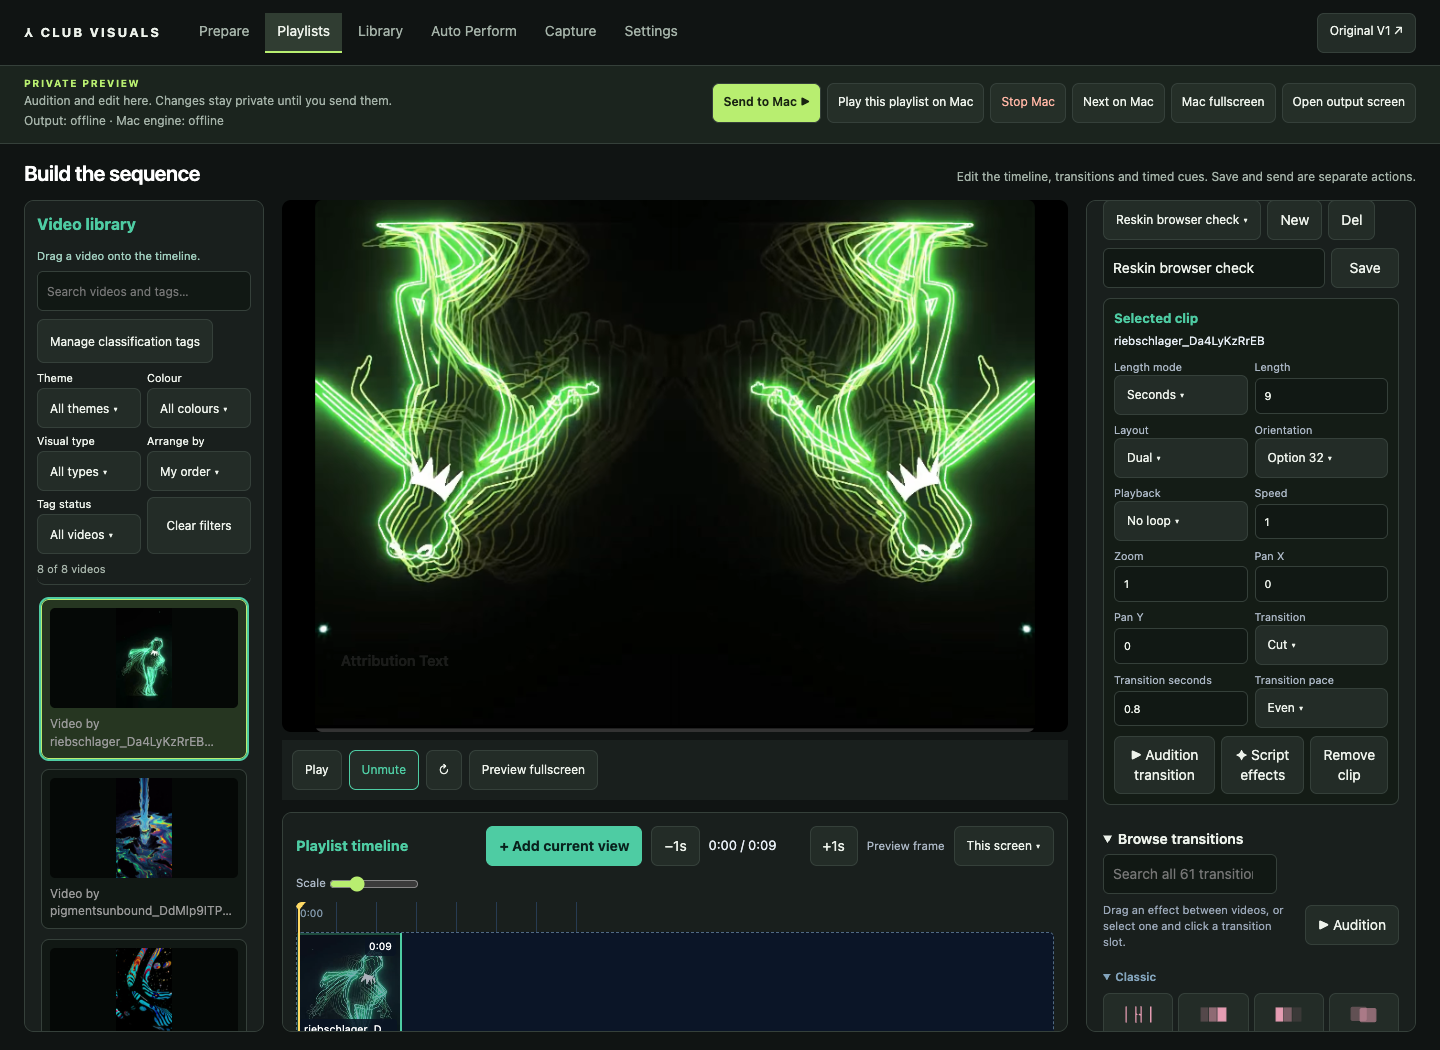 ⅄ CLUB VISUALS
Prepare
Playlists
Library
Auto Perform
Capture
Settings
Original V1 ↗
PRIVATE PREVIEW
Audition and edit here. Changes stay private until you send them.
Output: offline · Mac engine: offline
Send to Mac ▶
Play this playlist on Mac
Stop Mac
Next on Mac
Mac fullscreen
Open output screen
Build the sequence
Edit the timeline, transitions and timed cues. Save and send are separate actions.
Video library
Drag a video onto the timeline.
Search videos and tags...
Manage classification tags
Theme
Colour
All themes ▾
All colours ▾
Visual type
Arrange by
All types ▾
My order ▾
Tag status
All videos ▾
Clear filters
8 of 8 videos
Video by
riebschlager_Da4LyKzRrEB...
Video by
pigmentsunbound_DdMlp9ITP...
Attribution Text
Play
Unmute
↻
Preview fullscreen
Playlist timeline
+ Add current view
−1s
0:00 / 0:09
+1s
Preview frame
This screen ▾
Scale
0:00
0:09
riebschlager_D
Reskin browser check ▾
New
Del
Reskin browser check
Save
Selected clip
riebschlager_Da4LyKzRrEB
Length mode
Length
Seconds ▾
9
Layout
Orientation
Dual ▾
Option 32 ▾
Playback
Speed
No loop ▾
1
Zoom
Pan X
1
0
Pan Y
Transition
0
Cut ▾
Transition seconds
Transition pace
0.8
Even ▾
▶ Audition
transition
✦ Script
effects
Remove
clip
▼ Browse transitions
Search all 61 transitior
Drag an effect between videos, or
select one and click a transition
slot.
▶ Audition
▼ Classic